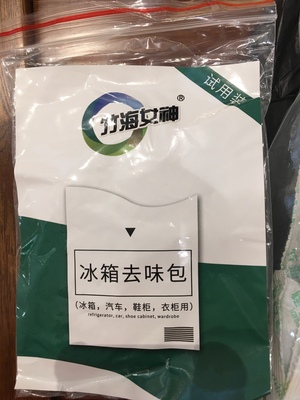 试用装
竹海女神®
冰箱去味包
（冰箱，汽车，鞋柜，衣柜用）
refrigerator, car, shoe cabinet, wardrobe